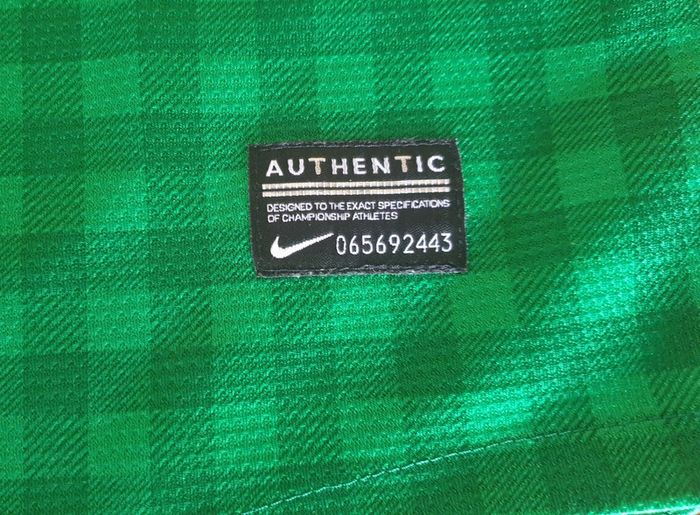 AUTHENTIC
DESIGNED TO THE EXACT SPECIFICATIONS
OF CHAMPIONSHIP ATHLETES
065692443